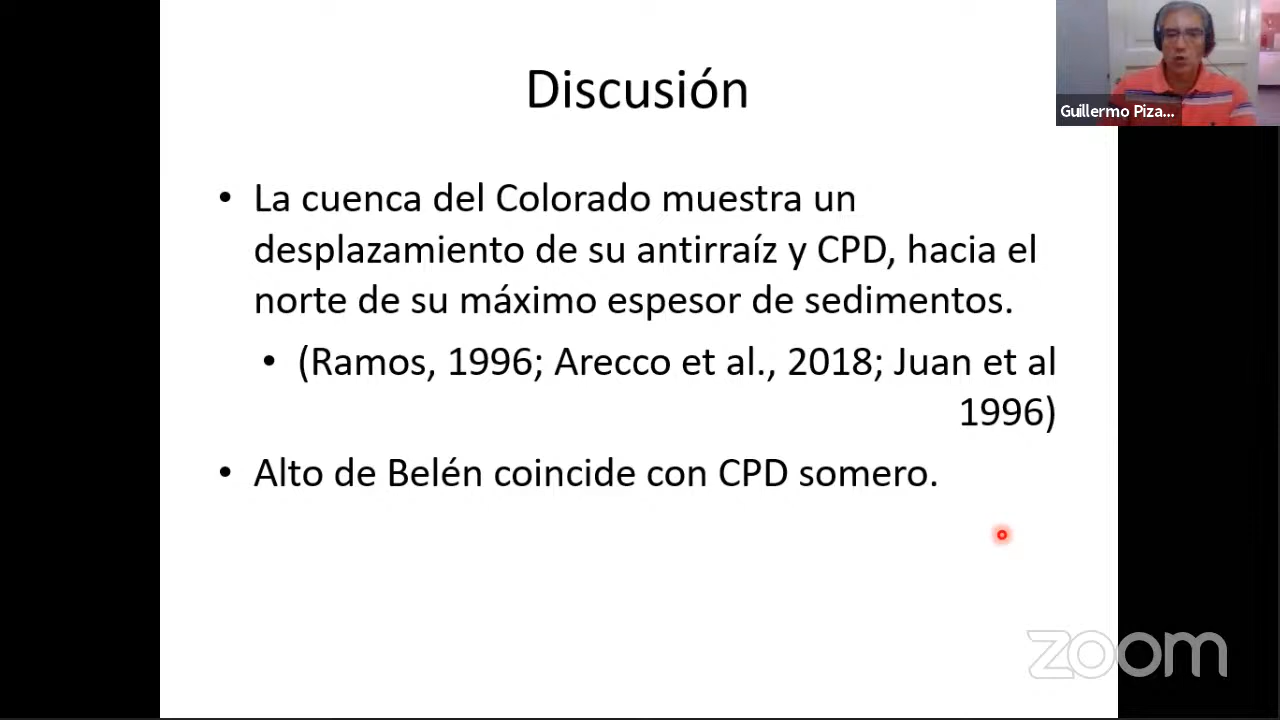 Discusión
Guillermo Piza...
• La cuenca del Colorado muestra un
desplazamiento de su antirraíz y CPD, hacia el
norte de su máximo espesor de sedimentos.
• (Ramos, 1996; Arecco et al., 2018; Juan et al
1996)
• Alto de Belén coincide con CPD somero.
zoom